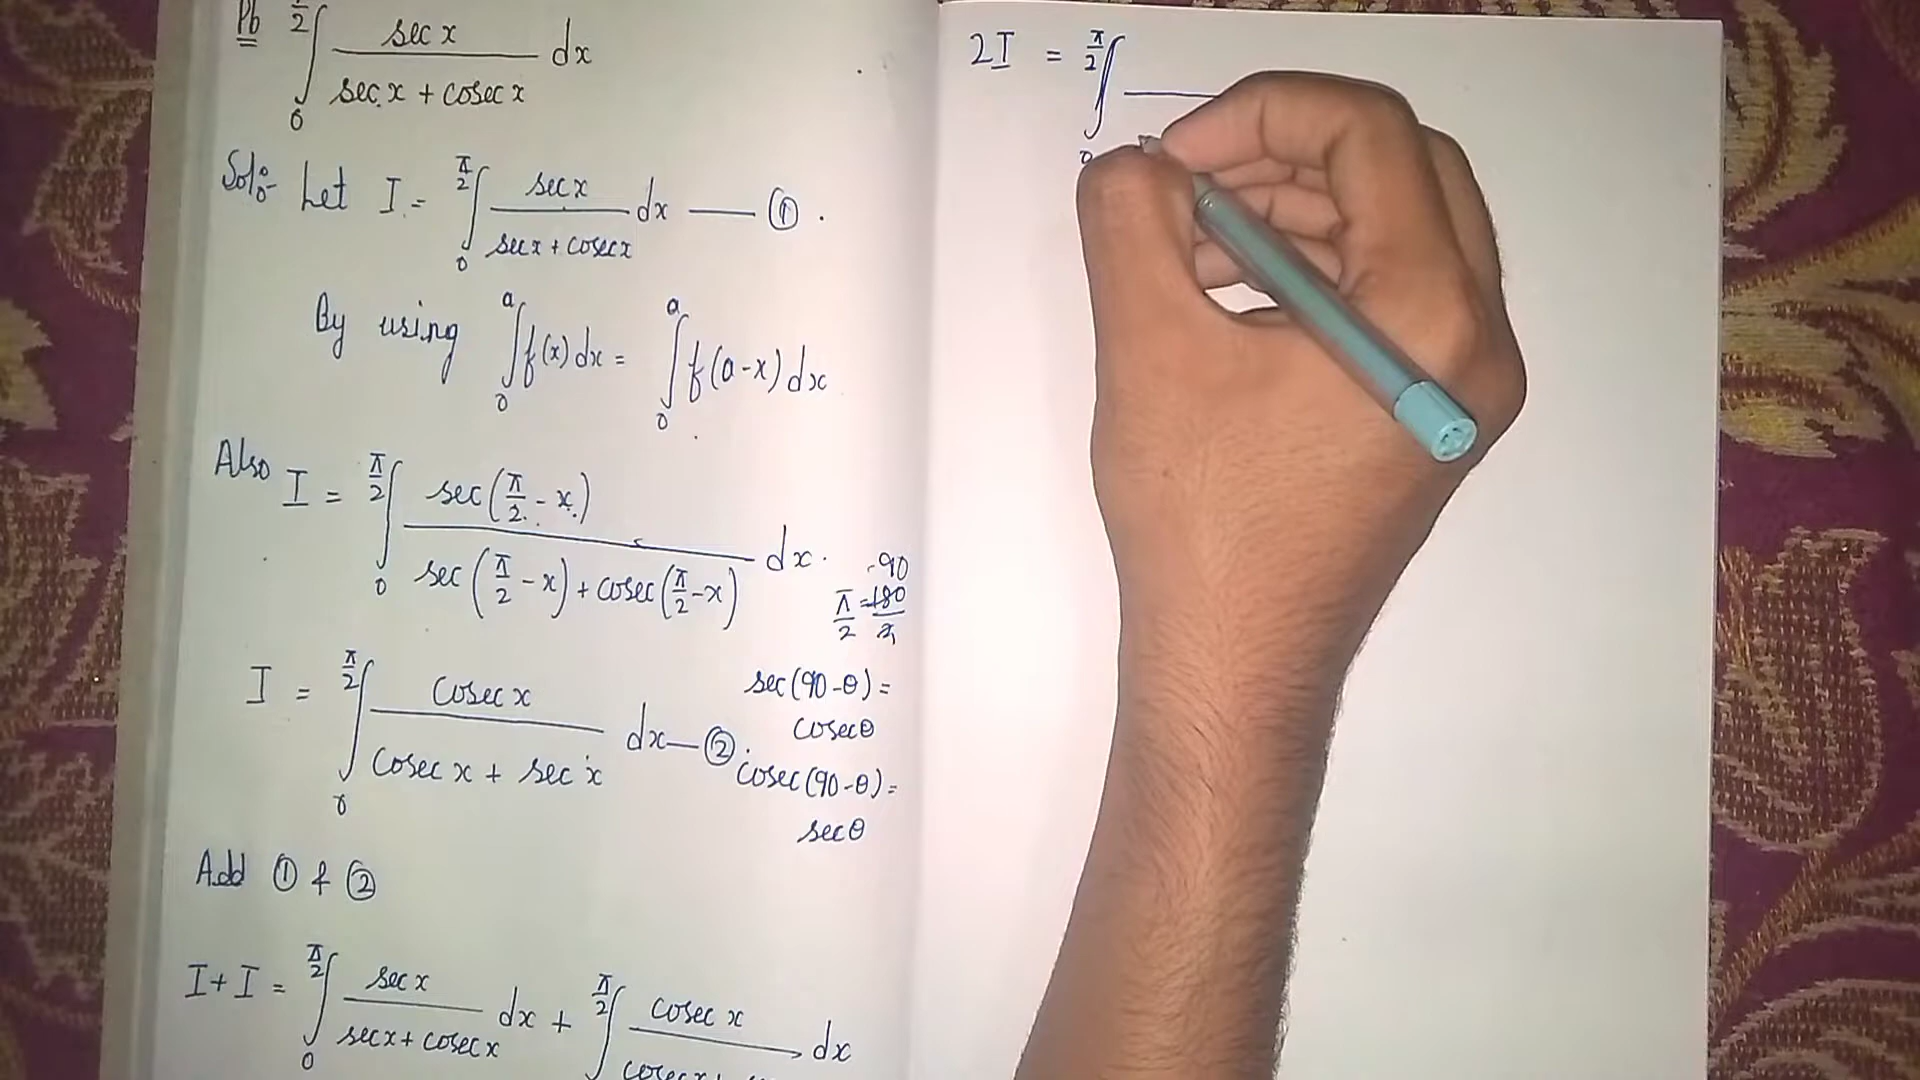 Pb π/2 ∫ 0 sec x / sec x + cosec x dx
Sol:- Let I = π/2 ∫ 0 sec x / sec x + cosec x dx — ①.
By using a ∫ 0 f(x) dx = a ∫ 0 f(a-x) dx
Also I = π/2 ∫ 0 sec(π/2 - x) / sec(π/2 - x) + cosec(π/2 - x) dx.
π/2 = 180/2 90
I = π/2 ∫ 0 cosec x / cosec x + sec x dx — ②.
sec(90-θ) =
cosecθ
cosec(90-θ) =
secθ
Add ① & ②
I + I = π/2 ∫ 0 sec x / sec x + cosec x dx + π/2 ∫ cosec x / cosec x + dx
2I = π/2 ∫ 0